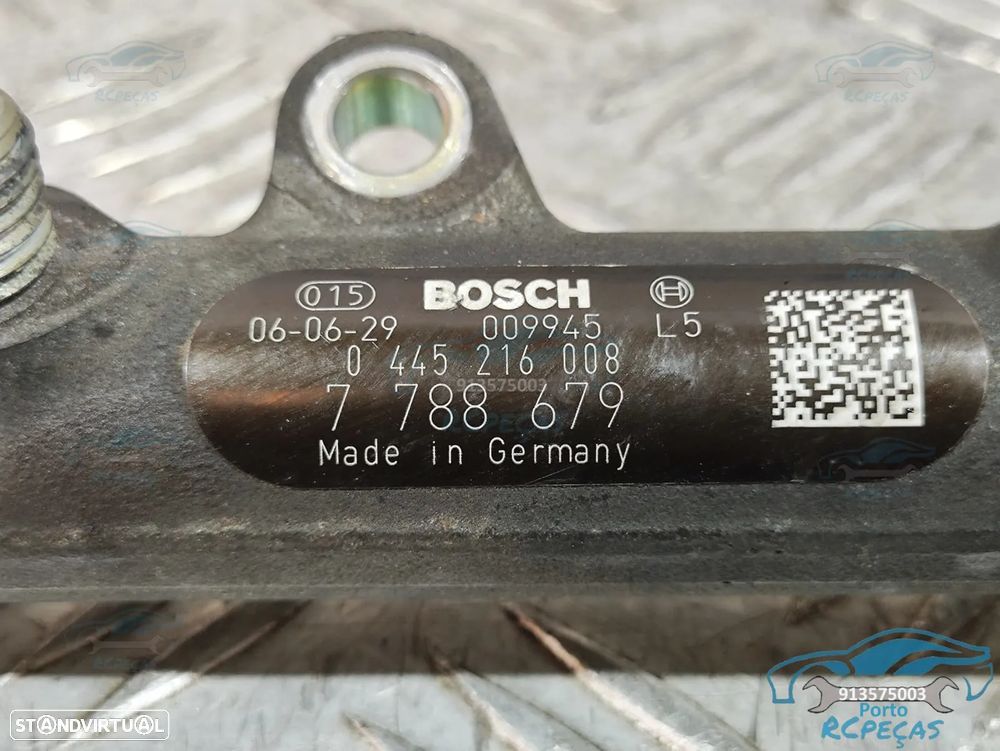 RCPEÇAS
RCPEÇAS
015 BOSCH
06-06-29 009945 L5
0 445 216 008
913575003
7 788 679
Made in Germany
913575003
Porto
RCPEÇAS
STANDVIRTUAL